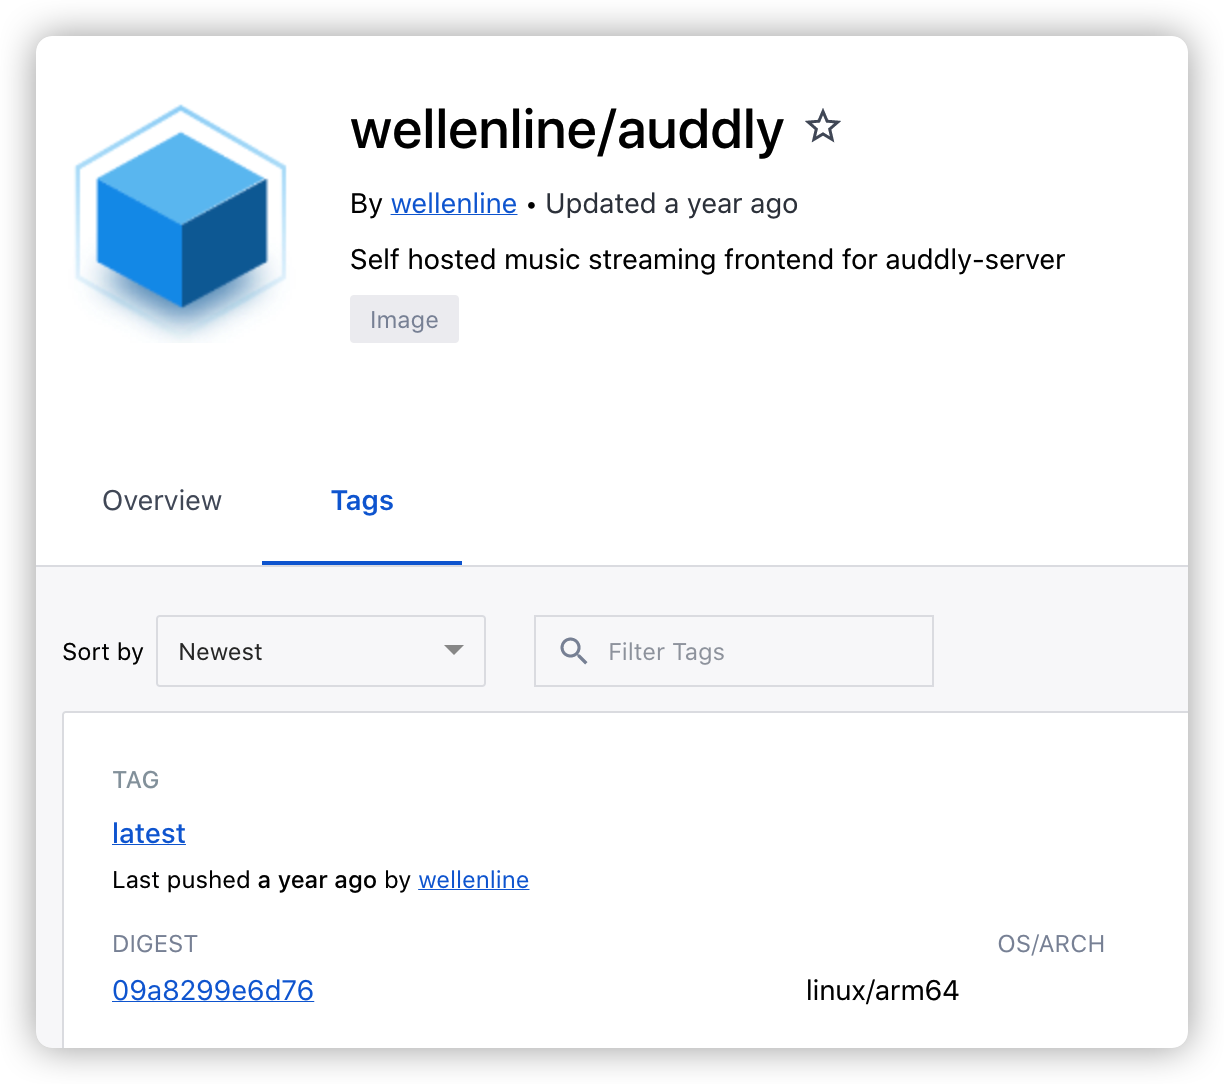 wellenline/auddly
By wellenline • Updated a year ago
Self hosted music streaming frontend for auddly-server
Image
Overview Tags
Sort by Newest Filter Tags
TAG
latest
Last pushed a year ago by wellenline
DIGEST OS/ARCH
09a8299e6d76 linux/arm64